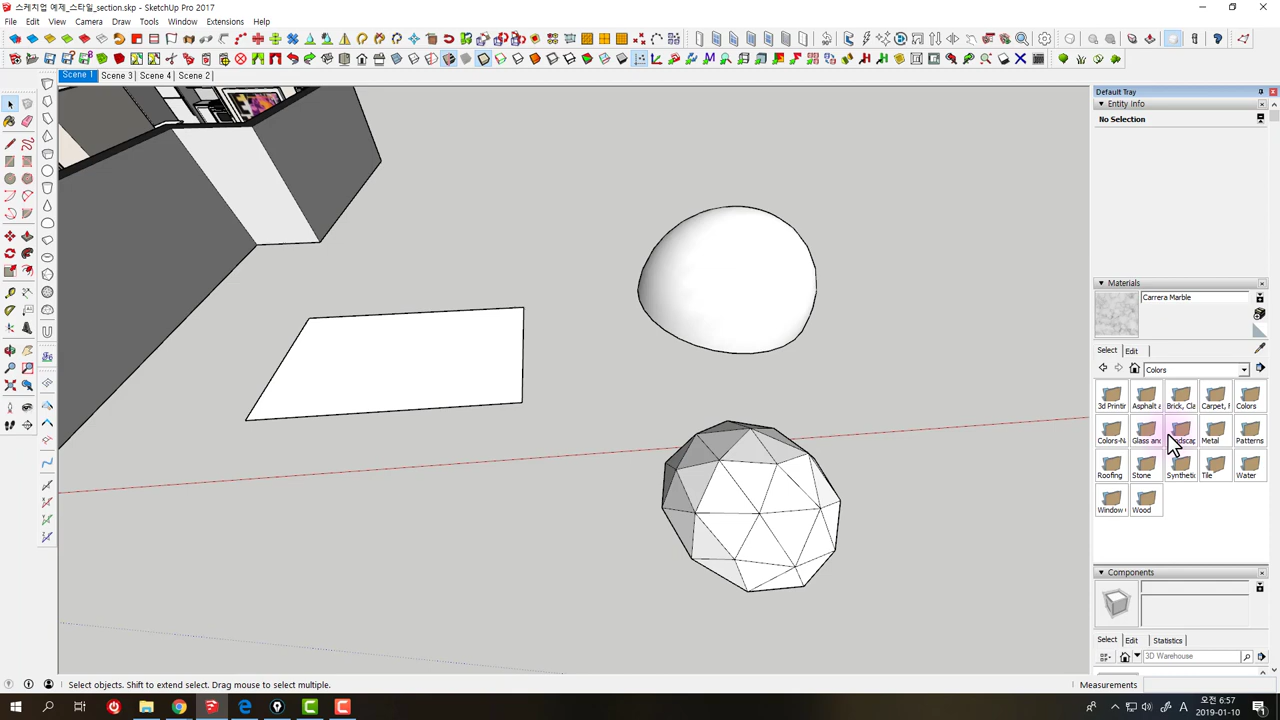 스케치업 예제_스타일_section.skp - SketchUp Pro 2017
File Edit View Camera Draw Tools Window Extensions Help
Scene 1 Scene 3 Scene 4 Scene 2
Default Tray
Entity Info
No Selection
Materials
Carrera Marble
Select Edit
Colors
3d Printin Asphalt a Brick, Cla Carpet, F Colors
Colors-Na Glass and Landscap Metal Patterns
Roofing Stone Synthetic Tile Water
Window Wood
Components
Select Edit Statistics
3D Warehouse
Select objects. Shift to extend select. Drag mouse to select multiple.
Measurements
A 오전 6:57
2019-01-10